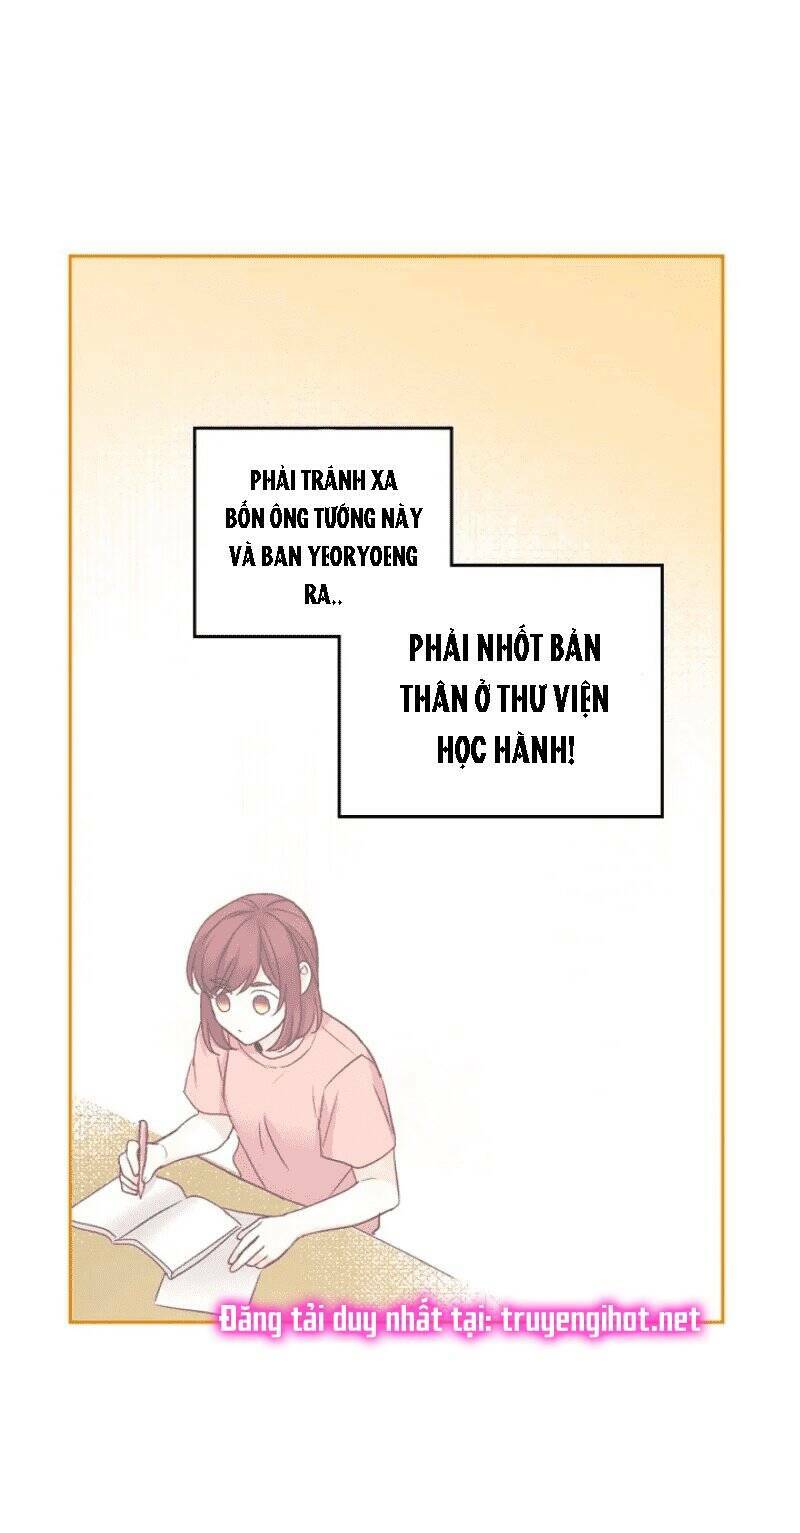 PHẢI TRÁNH XA
BỐN ÔNG TƯỚNG NÀY
VÀ BAN YEORYOENG
RA..
PHẢI NHỐT BẢN
THÂN Ở THƯ VIỆN
HỌC HÀNH!
Đăng tải duy nhất tại: truyengihot.net